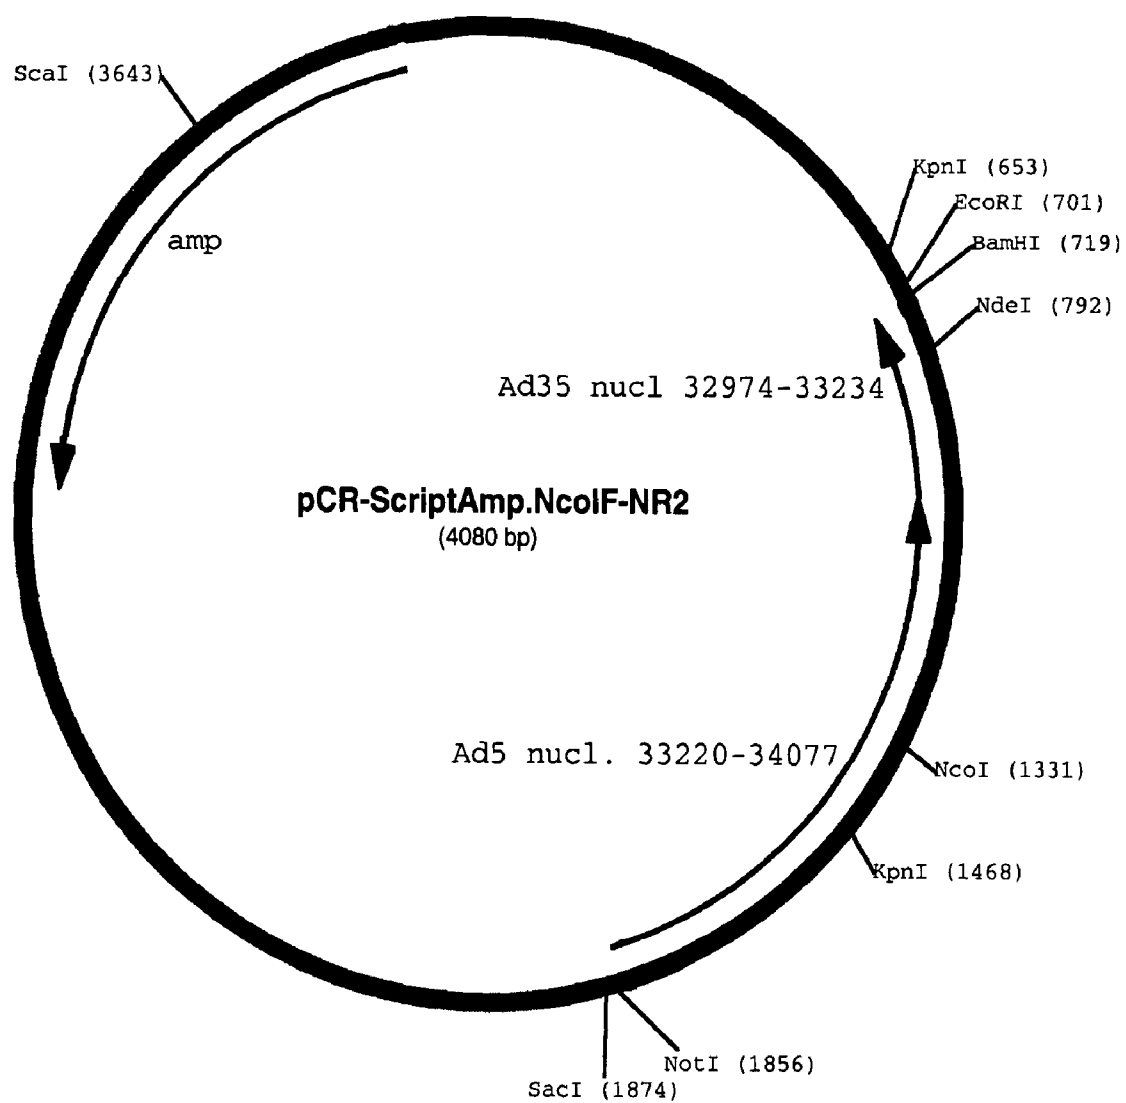 ScaI (3643)
KpnI (653)
EcoRI (701)
BamHI (719)
amp
NdeI (792)
Ad35 nucl 32974-33234
pCR-ScriptAmp.NcoIF-NR2
(4080 bp)
Ad5 nucl. 33220-34077
NcoI (1331)
KpnI (1468)
NotI (1856)
SacI (1874)